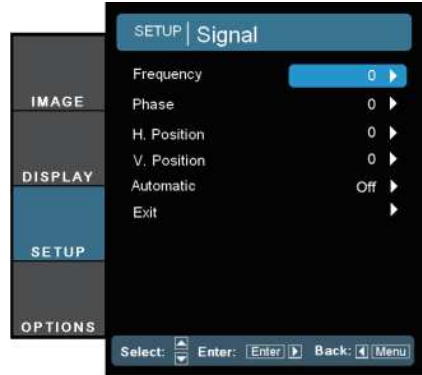 SETUP | Signal
IMAGE
DISPLAY
SETUP
OPTIONS
Frequency 0
Phase 0
H. Position 0
V. Position 0
Automatic Off
Exit
Select: Enter: Enter Back: Menu